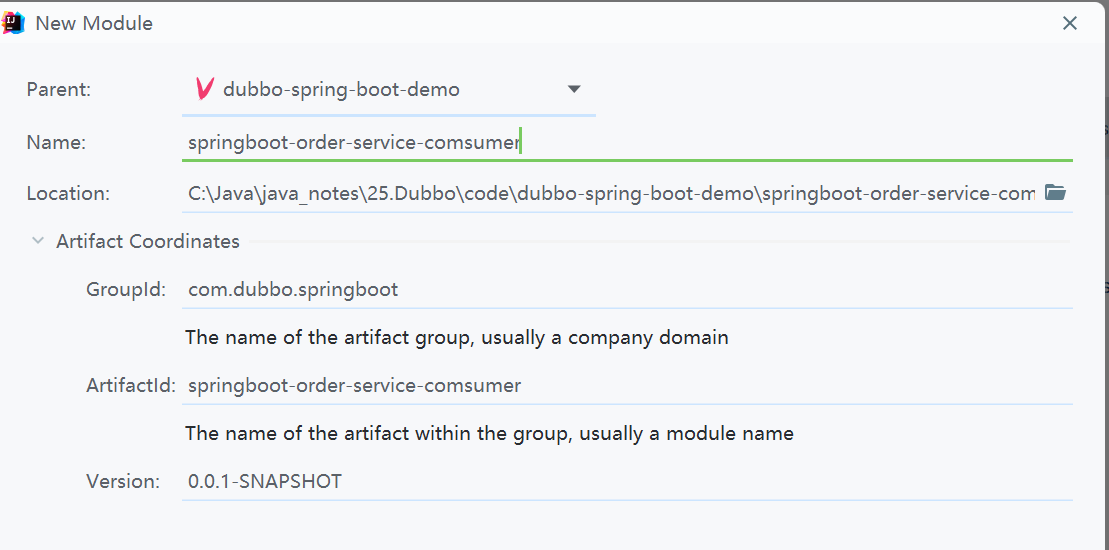 New Module
Parent: dubbo-spring-boot-demo
Name: springboot-order-service-comsumer
Location: C:\Java\java_notes\25.Dubbo\code\dubbo-spring-boot-demo\springboot-order-service-com
Artifact Coordinates
GroupId: com.dubbo.springboot
The name of the artifact group, usually a company domain
ArtifactId: springboot-order-service-comsumer
The name of the artifact within the group, usually a module name
Version: 0.0.1-SNAPSHOT